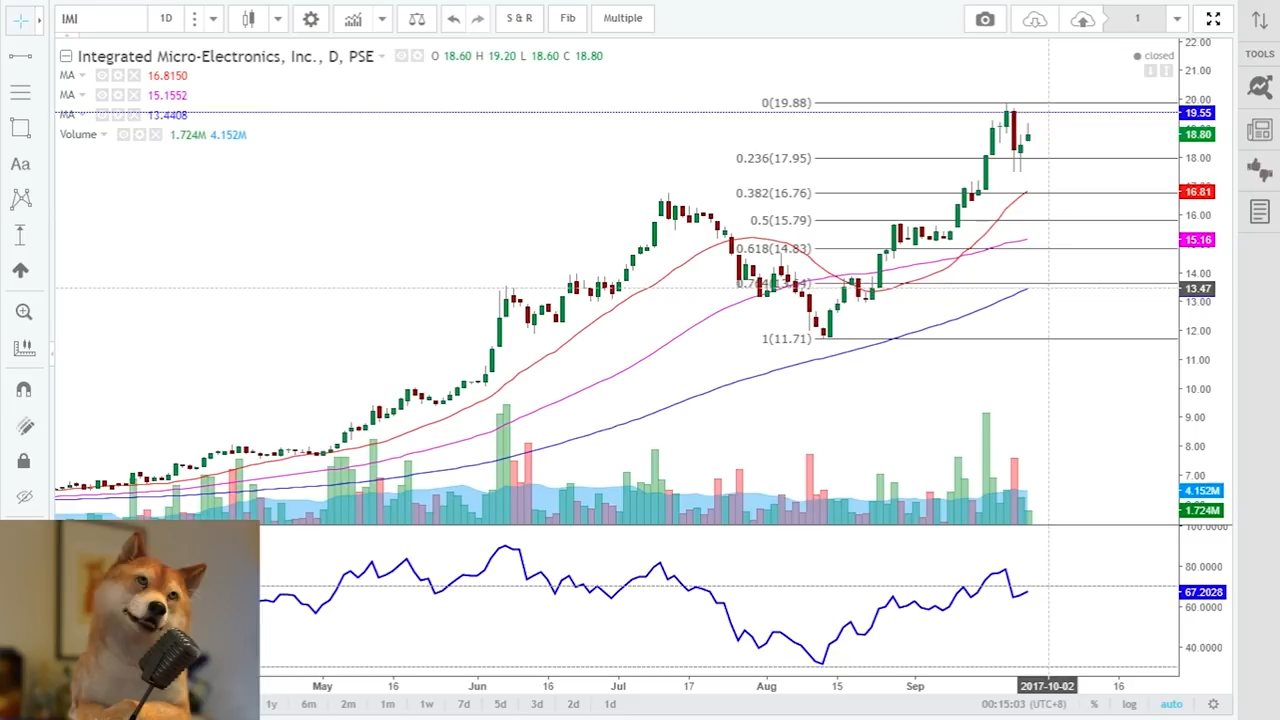 IMI 1D S & R Fib Multiple 1
Integrated Micro-Electronics, Inc., D, PSE O 18.60 H 19.20 L 18.60 C 18.80 closed
MA 16.8150
MA 15.1552
MA 13.4408
Volume 1.724M 4.152M
TOOLS
Aa
0(19.88)
0.236(17.95)
0.382(16.76)
0.5(15.79)
0.618(14.83)
1(11.71)
22.00
21.00
20.00
19.55
18.80
18.00
16.81
16.00
15.16
14.00
13.47
13.00
12.00
11.00
10.00
9.00
8.00
7.00
4.152M
1.724M
100.0000
80.0000
67.2028
60.0000
40.0000
May 16 Jun 16 Jul 17 Aug 15 Sep 2017-10-02 16
1y 6m 2m 1m 1w 7d 5d 3d 2d 1d 00:15:03 (UTC+8) % log auto